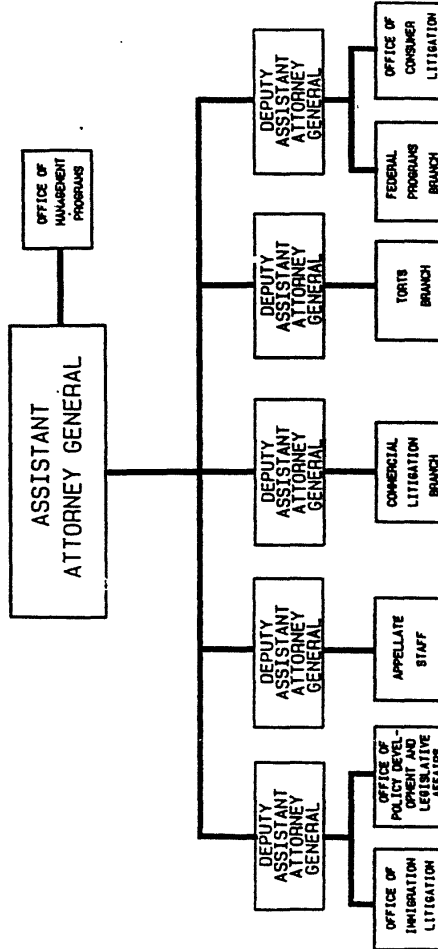 ASSISTANT
ATTORNEY GENERAL
OFFICE OF
MANAGEMENT
PROGRAMS
DEPUTY
ASSISTANT
ATTORNEY
GENERAL
DEPUTY
ASSISTANT
ATTORNEY
GENERAL
DEPUTY
ASSISTANT
ATTORNEY
GENERAL
DEPUTY
ASSISTANT
ATTORNEY
GENERAL
DEPUTY
ASSISTANT
ATTORNEY
GENERAL
OFFICE OF
IMMIGRATION
LITIGATION
OFFICE OF
POLICY DEVEL-
OPMENT AND
LEGISLATIVE
AFFAIRS
APPELLATE
STAFF
COMMERCIAL
LITIGATION
BRANCH
TORTS
BRANCH
FEDERAL
PROGRAMS
BRANCH
OFFICE OF
CONSUMER
LITIGATION